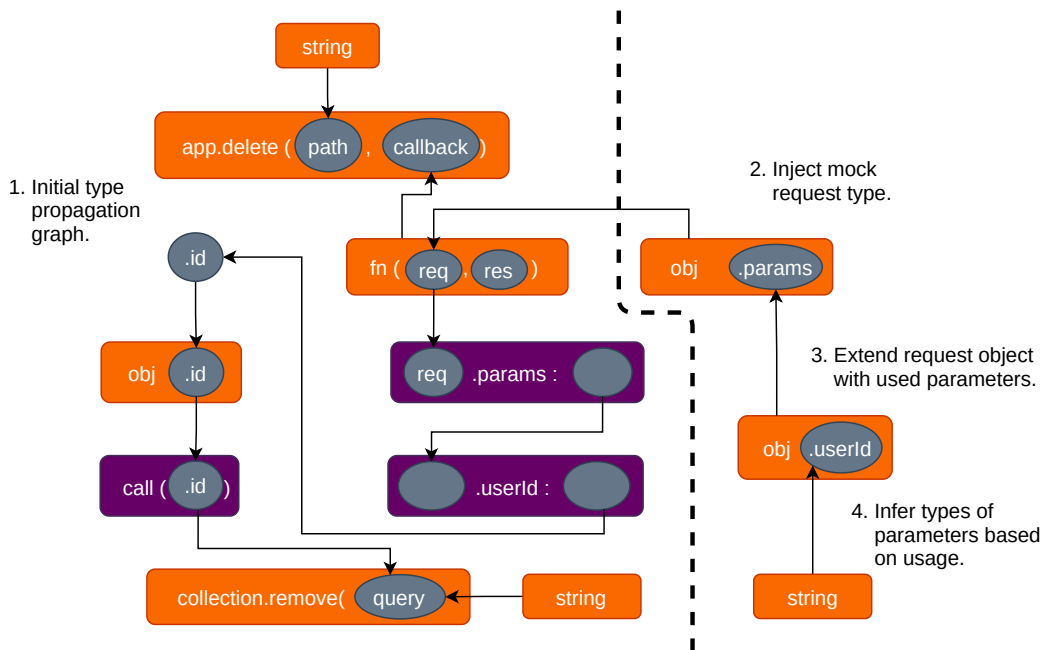 string
app.delete ( path , callback )
1. Initial type
propagation
graph.
2. Inject mock
request type.
.id
fn ( req , res )
obj .params
obj .id
req .params :
3. Extend request object
with used parameters.
call ( .id )
.userId :
obj .userId
4. Infer types of
parameters based
on usage.
collection.remove( query
string
string